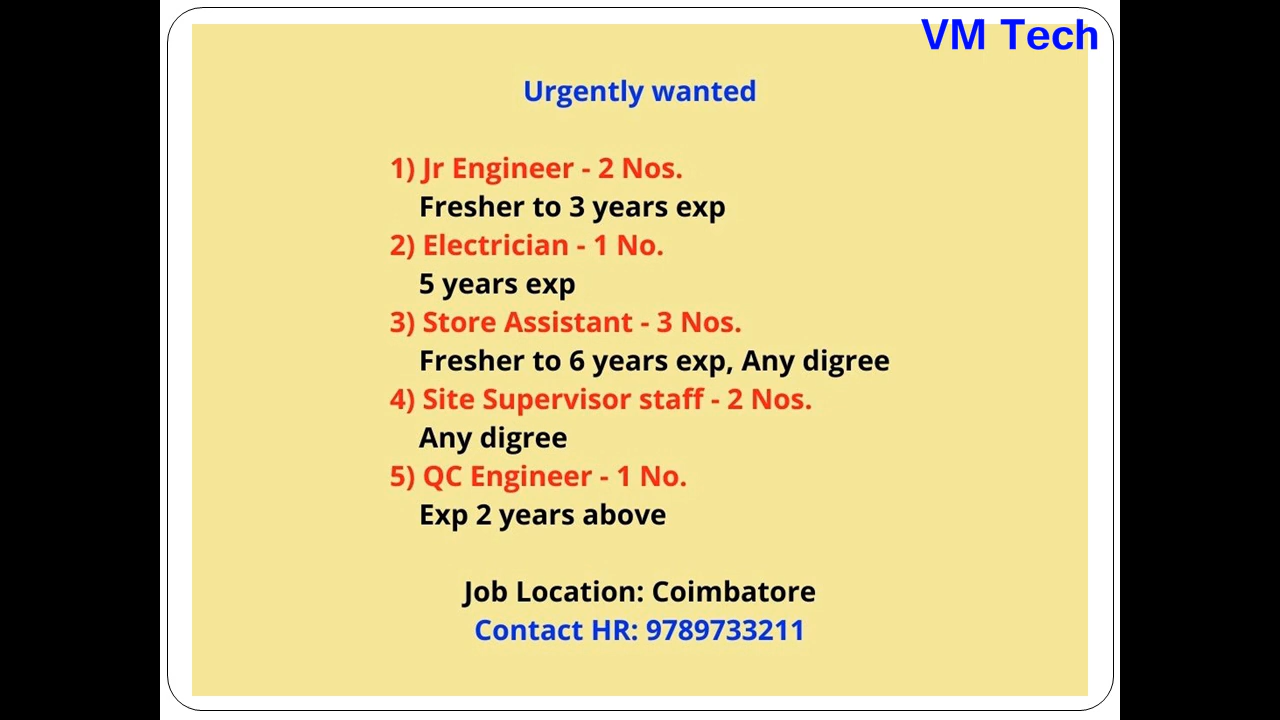 VM Tech
Urgently wanted
1) Jr Engineer - 2 Nos.
Fresher to 3 years exp
2) Electrician - 1 No.
5 years exp
3) Store Assistant - 3 Nos.
Fresher to 6 years exp, Any digree
4) Site Supervisor staff - 2 Nos.
Any digree
5) QC Engineer - 1 No.
Exp 2 years above
Job Location: Coimbatore
Contact HR: 9789733211